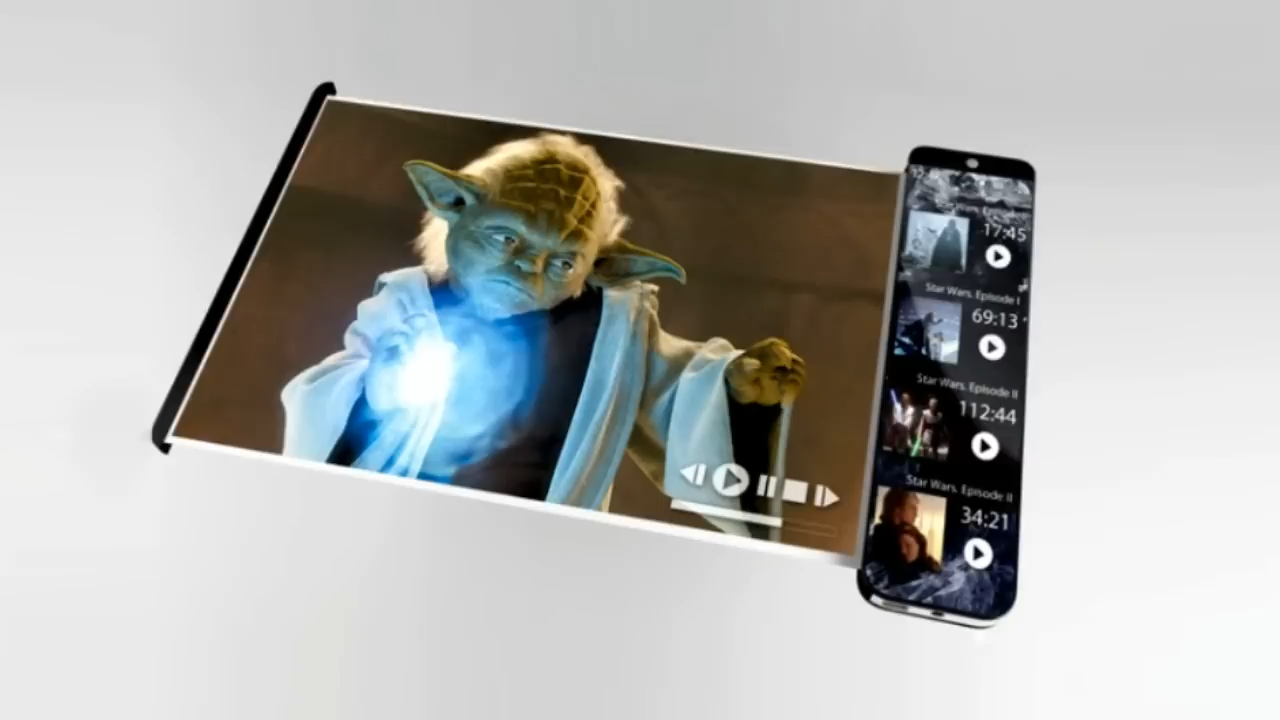 17:45
Star Wars. Episode I
69:13
Star Wars. Episode II
112:44
Star Wars. Episode II
34:21